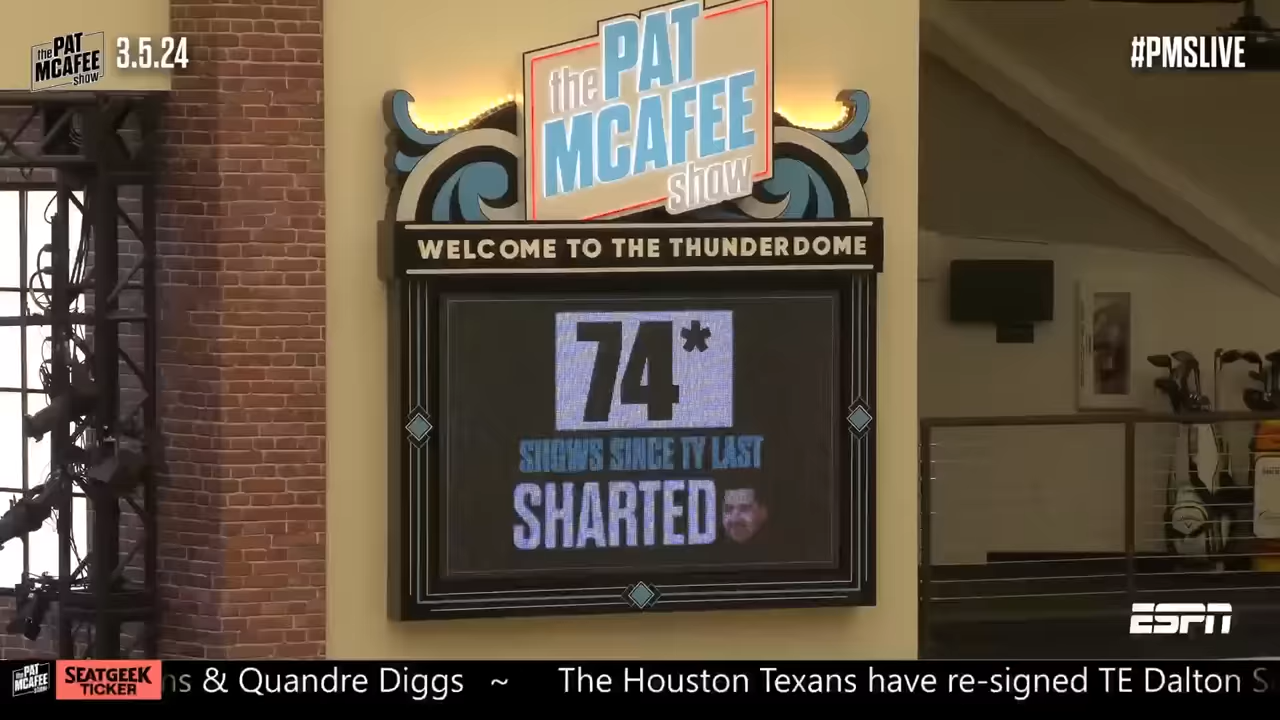 the
PAT
MCAFEE
show
3.5.24
#PMSLIVE
the PAT
MCAFEE
show
WELCOME TO THE THUNDERDOME
74*
SHOWS SINCE TY LAST
SHARTED
ESPN
the PAT
MCAFEE
show
SEATGEEK
TICKER
ns & Quandre Diggs ~ The Houston Texans have re-signed TE Dalton S